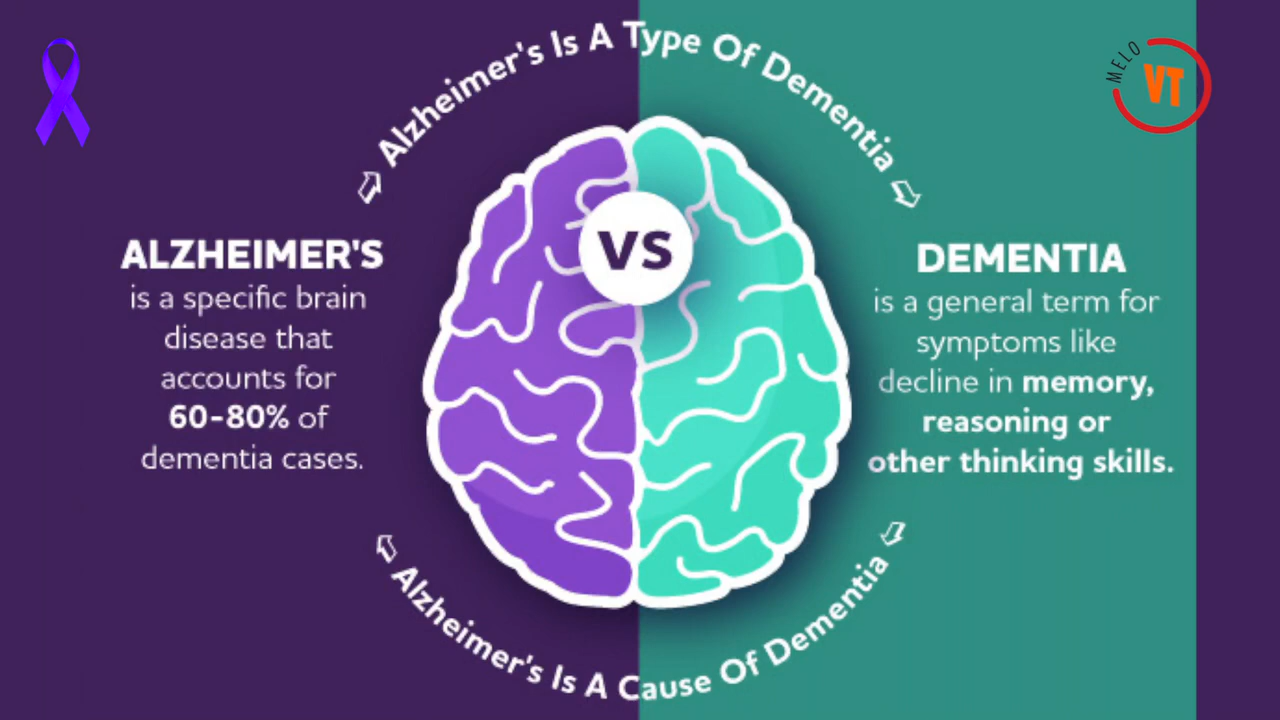 Alzheimer's Is A Type Of Dementia
MELO
VT
ALZHEIMER'S
is a specific brain
disease that
accounts for
60-80% of
dementia cases.
VS
DEMENTIA
is a general term for
symptoms like
decline in memory,
reasoning or
other thinking skills.
Alzheimer's Is A Cause Of Dementia